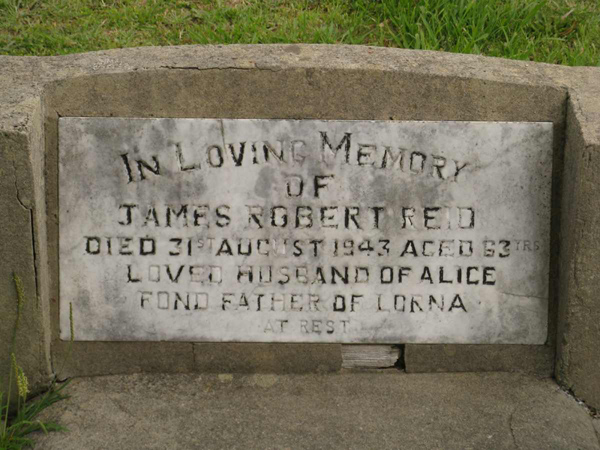 IN LOVING MEMORY
OF
JAMES ROBERT REID
DIED 31ST AUGUST 1943 AGED 63 YRS
LOVED HUSBAND OF ALICE
FOND FATHER OF LORNA
AT REST